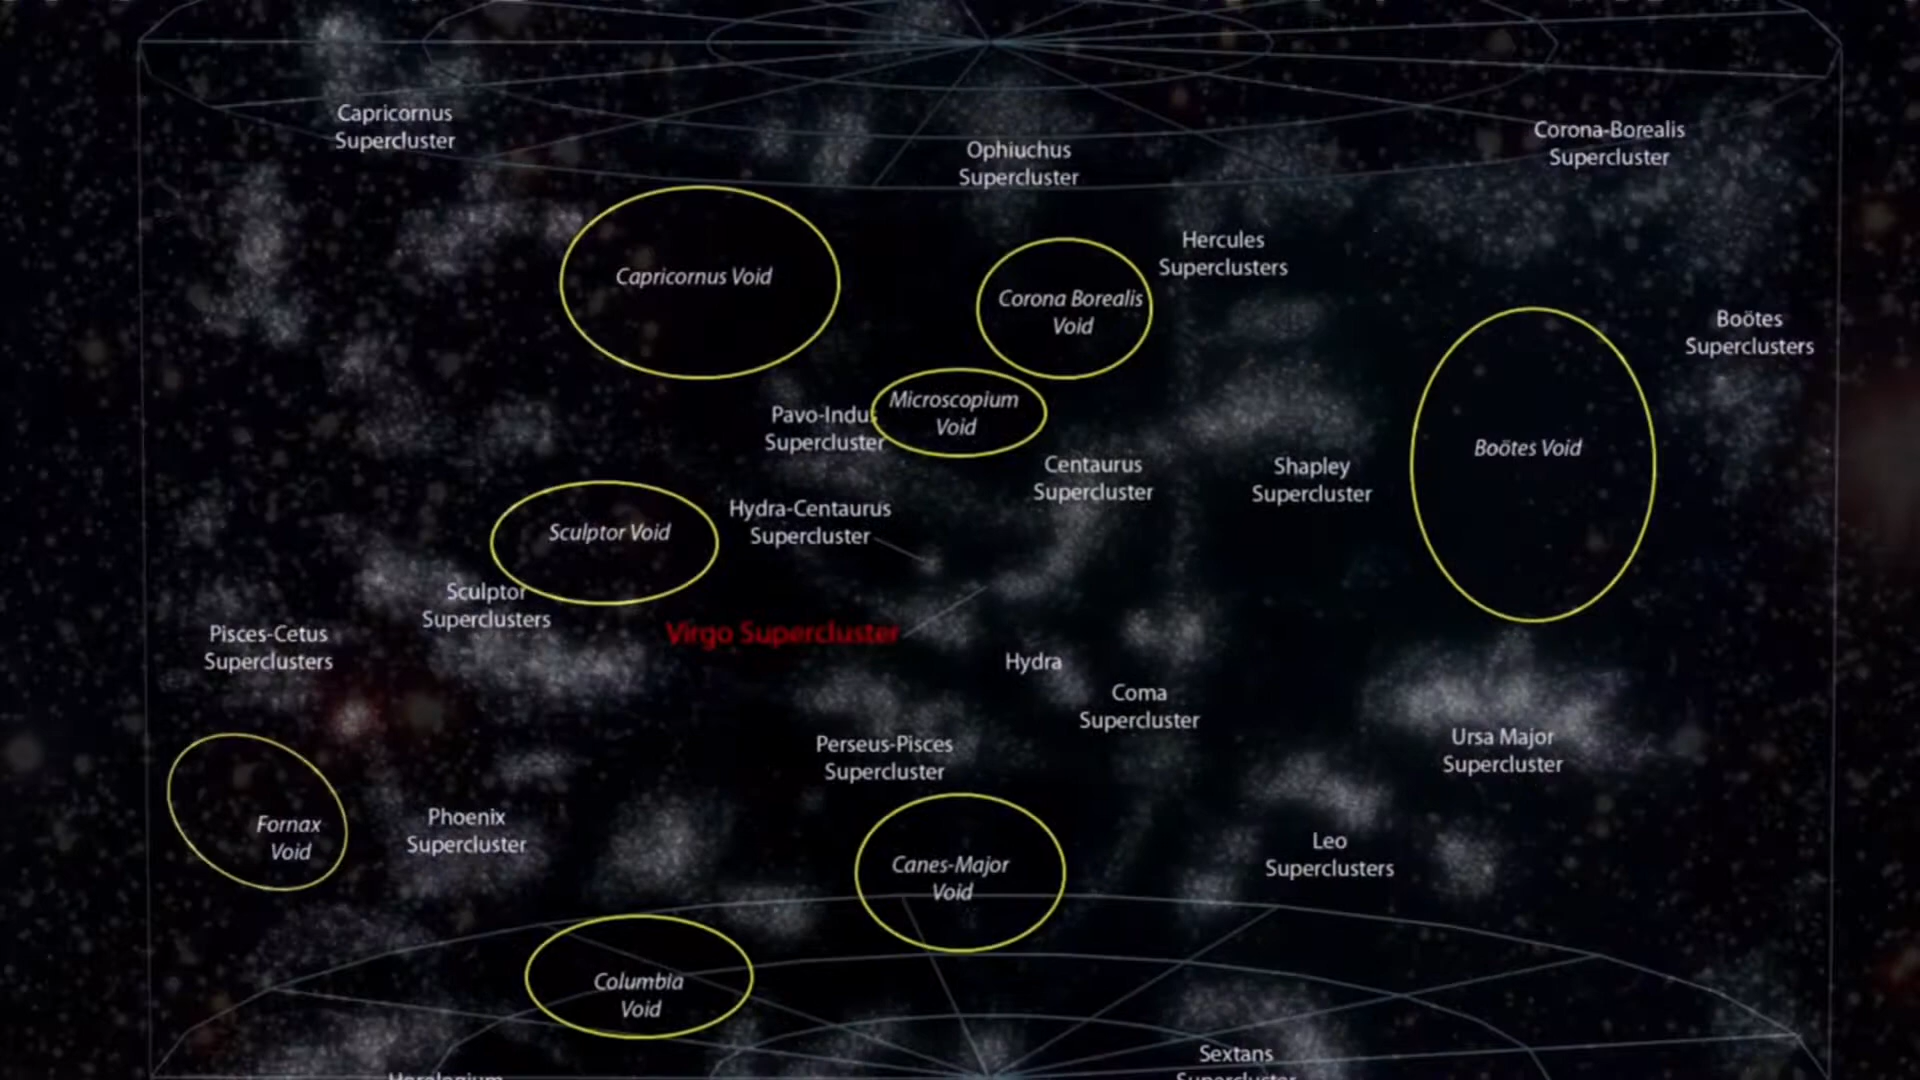 Capricornus
Supercluster
Ophiuchus
Supercluster
Corona-Borealis
Supercluster
Hercules
Superclusters
Capricornus Void
Corona Borealis
Void
Boötes
Superclusters
Microscopium
Void
Pavo-Indus
Supercluster
Boötes Void
Centaurus
Supercluster
Shapley
Supercluster
Hydra-Centaurus
Supercluster
Sculptor Void
Sculptor
Superclusters
Pisces-Cetus
Superclusters
Virgo Supercluster
Hydra
Coma
Supercluster
Perseus-Pisces
Supercluster
Ursa Major
Supercluster
Fornax
Void
Phoenix
Supercluster
Canes-Major
Void
Leo
Superclusters
Columbia
Void
Sextans
Supercluster
Horologium